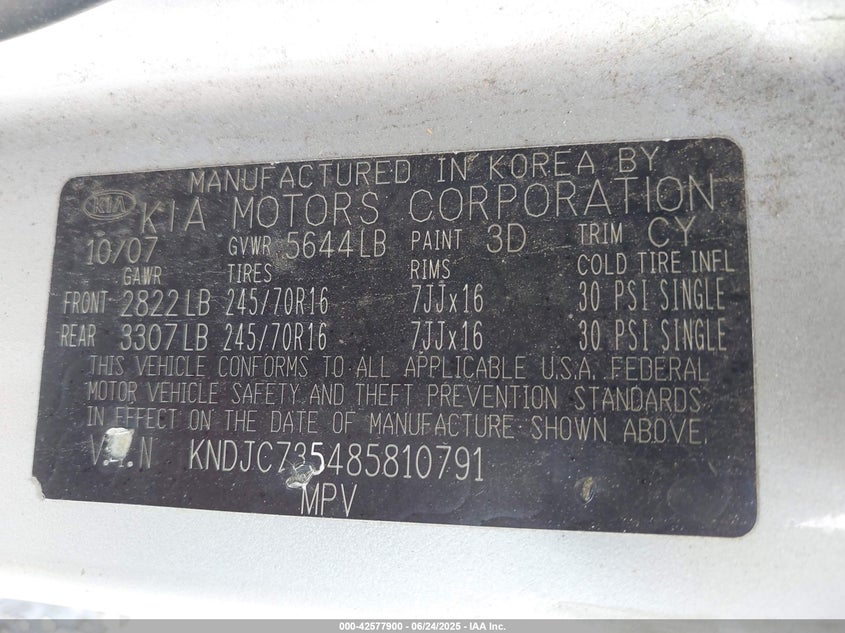 MANUFACTURED IN KOREA BY
KIA KIA MOTORS CORPORATION
10/07 GVWR 5644LB PAINT 3D TRIM CY
GAWR TIRES RIMS COLD TIRE INFL
FRONT 2822LB 245/70R16 7JJx16 30 PSI SINGLE
REAR 3307LB 245/70R16 7JJx16 30 PSI SINGLE
THIS VEHICLE CONFORMS TO ALL APPLICABLE U.S.A. FEDERAL
MOTOR VEHICLE SAFETY AND THEFT PREVENTION STANDARDS
IN EFFECT ON THE DATE OF MANUFACTURE SHOWN ABOVE.
V.I.N KNDJC735485810791
MPV
000-42577900 - 06/24/2025 - IAA Inc.